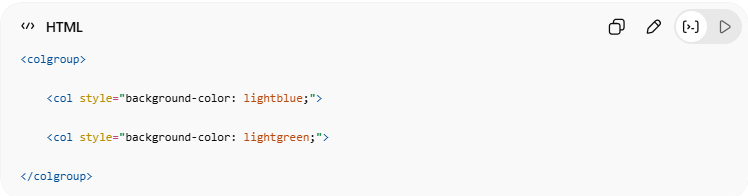 HTML
<colgroup>
<col style="background-color: lightblue;">
<col style="background-color: lightgreen;">
</colgroup>